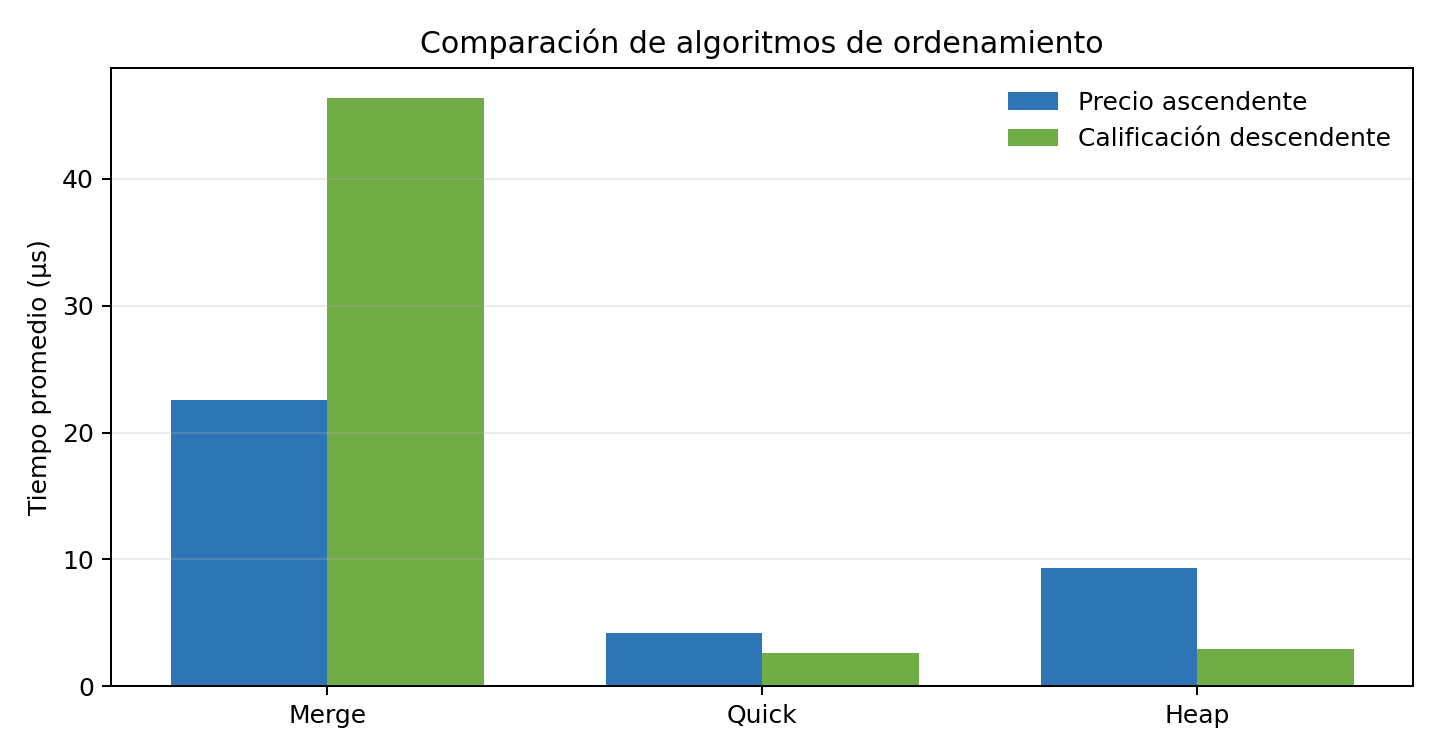 Comparación de algoritmos de ordenamiento
Precio ascendente
Calificación descendente
Tiempo promedio (µs)
40
30
20
10
0
Merge
Quick
Heap